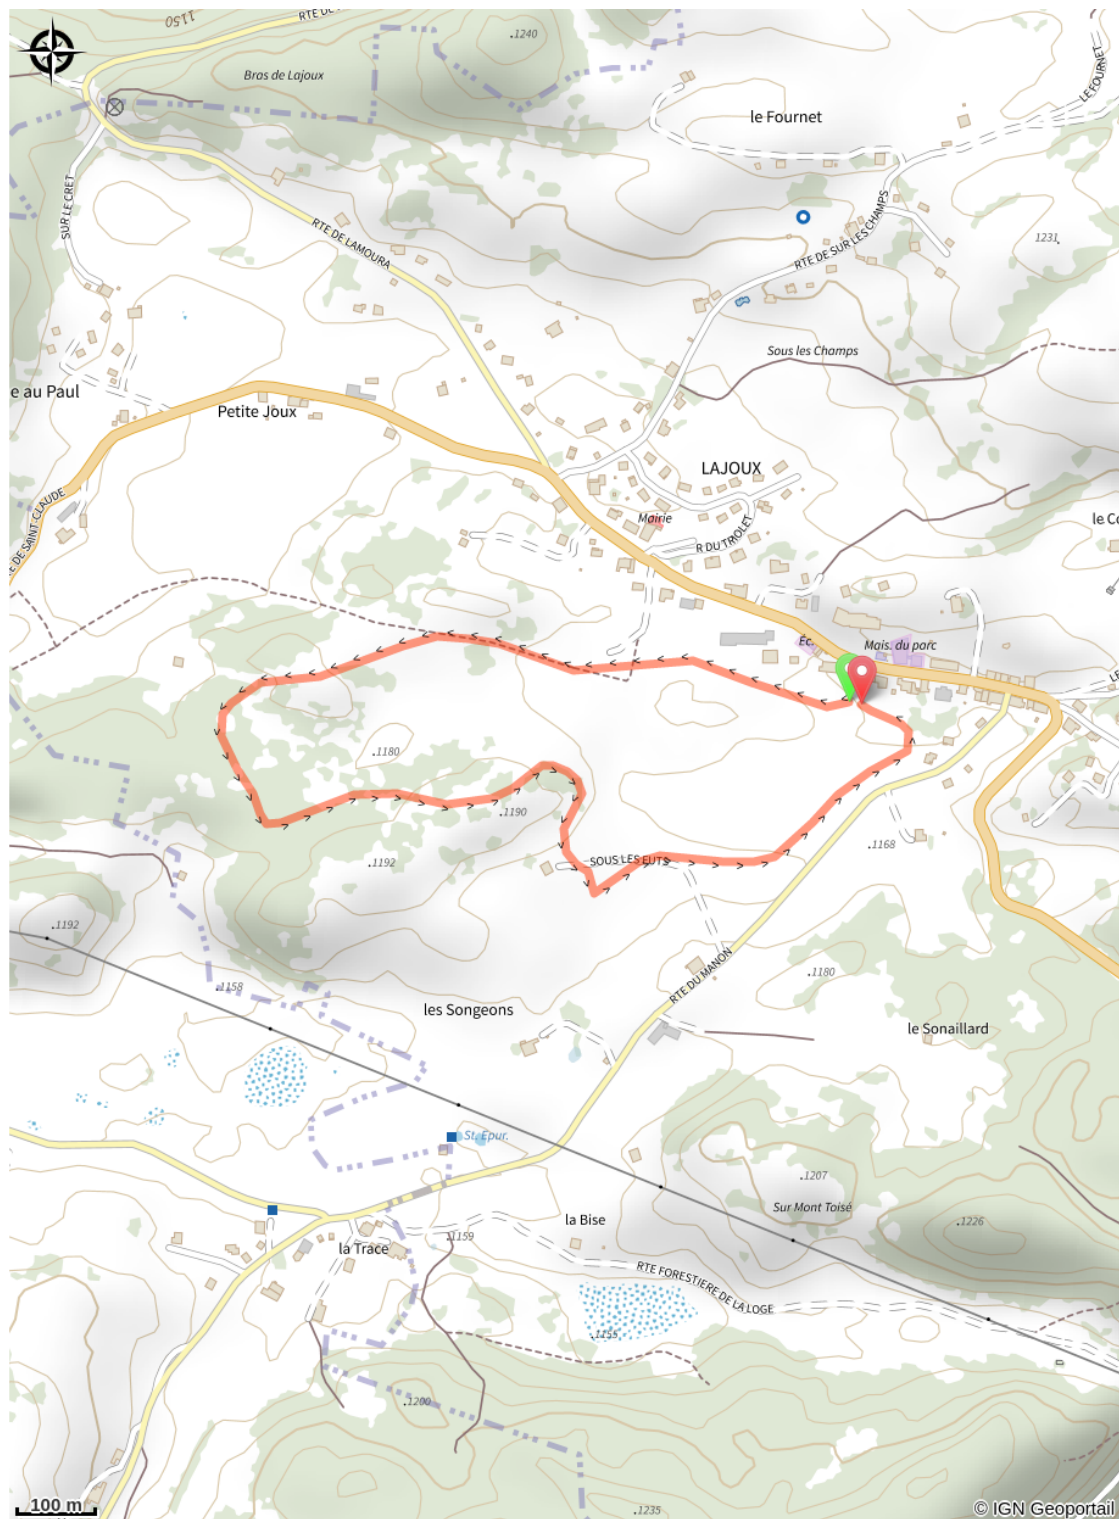 1150
RTE DE
.1240
Bras de Lajoux
le Fournet
LE FOURNET
SUR LE CRET
RTE DE LAMOURA
RTE DE SUR LES CHAMPS
1231
Sous les Champs
e au Paul
Petite Joux
LAJOUX
E DE SAINT-CLAUDE
Mairie
R DU TRIOLET
le Co
Éc.
Mais. du parc
LE
.1180
.1190
.1192
SOUS LES EUTS
.1168
.1192
.1158
.1180
RTE DU MANON
les Songeons
le Sonaillard
St. Epur.
.1207
Sur Mont Toisé
.1226
la Bise
la Trace
.1159
RTE FORESTIERE DE LA LOGE
.1155
.1200
.1235
100 m
© IGN Geoportail